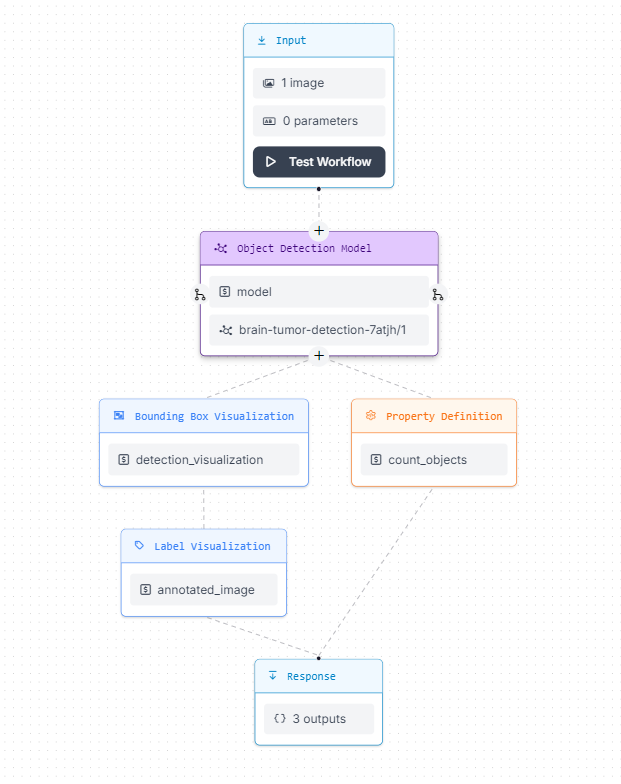 Input
1 image
0 parameters
Test Workflow
Object Detection Model
model
brain-tumor-detection-7atjh/1
Bounding Box Visualization
detection_visualization
Property Definition
count_objects
Label Visualization
annotated_image
Response
3 outputs